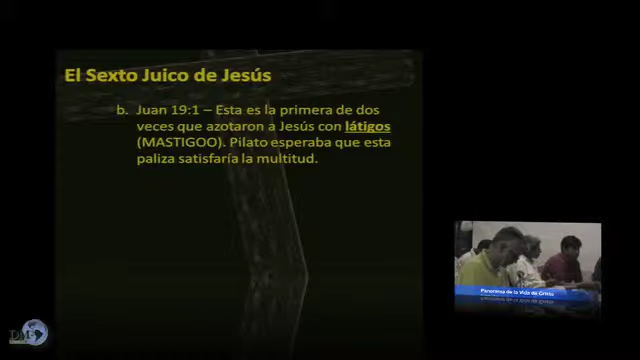 El Sexto Juico de Jesús
b. Juan 19:1 – Esta es la primera de dos
veces que azotaron a Jesús con látigos
(MASTIGOO). Pilato esperaba que esta
paliza satisfaría la multitud.
Panorama de la Vida de Cristo